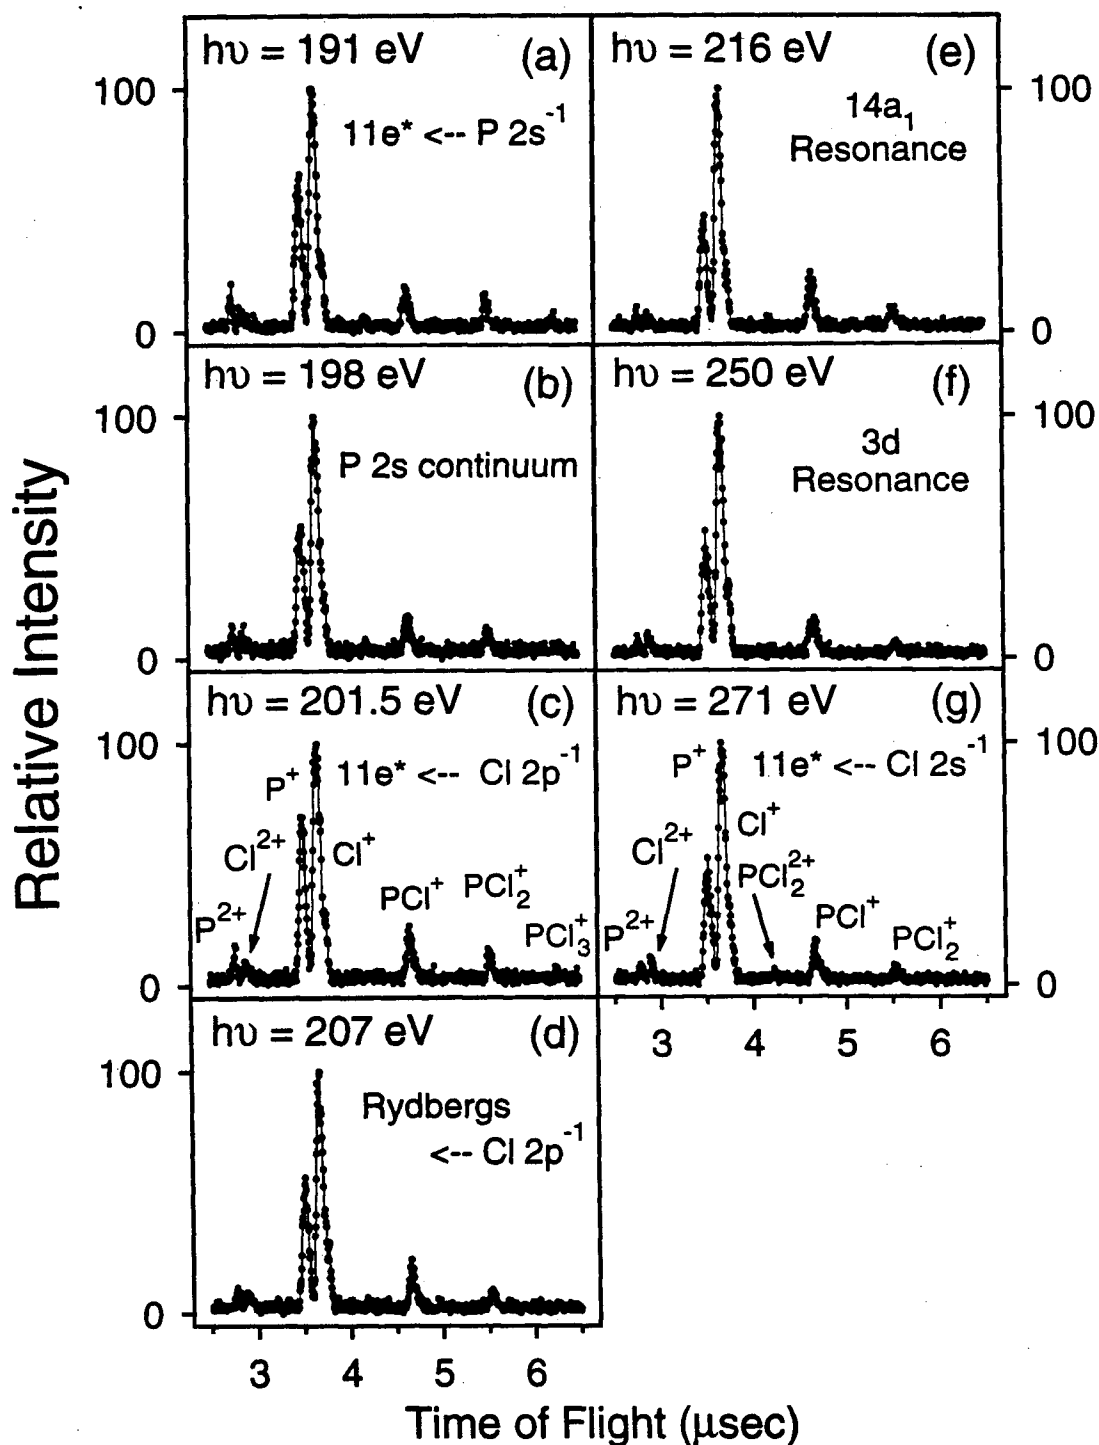 hυ = 191 eV (a)
100
11e* <-- P 2s⁻¹
0
hυ = 216 eV (e)
100
14a₁
Resonance
0
hυ = 198 eV (b)
100
P 2s continuum
0
hυ = 250 eV (f)
100
3d
Resonance
0
hυ = 201.5 eV (c)
100
P⁺ 11e* <-- Cl 2p⁻¹
Cl²⁺ Cl⁺
P²⁺ PCl⁺ PCl₂⁺
PCl₃⁺
0
hυ = 271 eV (g)
100
P⁺ 11e* <-- Cl 2s⁻¹
Cl²⁺ Cl⁺
PCl₂²⁺
P²⁺ PCl⁺ PCl₂⁺
0
3 4 5 6
hυ = 207 eV (d)
100
Rydbergs
<-- Cl 2p⁻¹
0
3 4 5 6
Relative Intensity
Time of Flight (μsec)